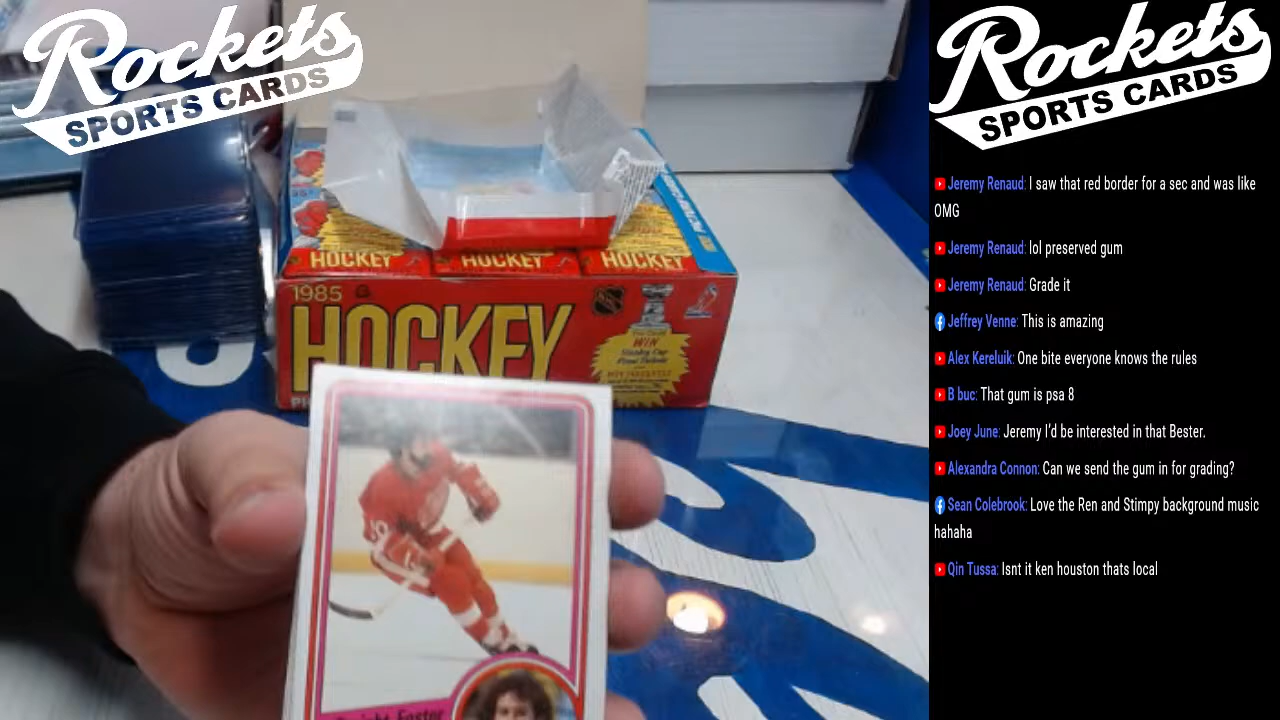 Rockets
SPORTS CARDS
Rockets
SPORTS CARDS
HOCKEY
HOCKEY
HOCKEY
1985
HOCKEY
WIN
Dwight Foster
Jeremy Renaud: I saw that red border for a sec and was like
OMG
Jeremy Renaud: lol preserved gum
Jeremy Renaud: Grade it
Jeffrey Venne: This is amazing
Alex Kereluik: One bite everyone knows the rules
B buc: That gum is psa 8
Joey June: Jeremy I'd be interested in that Bester.
Alexandra Connon: Can we send the gum in for grading?
Sean Colebrook: Love the Ren and Stimpy background music
hahaha
Qin Tussa: Isnt it ken houston thats local